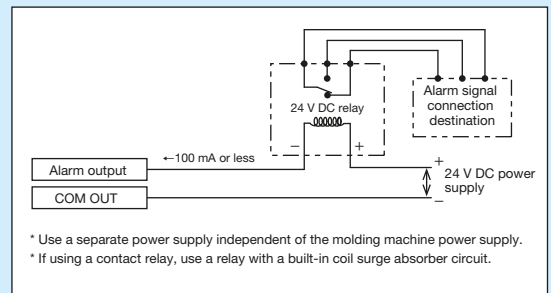 24 V DC relay
Alarm signal
connection
destination
− +
←100 mA or less
Alarm output
COM OUT
+
24 V DC power
supply
−
* Use a separate power supply independent of the molding machine power supply.
* If using a contact relay, use a relay with a built-in coil surge absorber circuit.